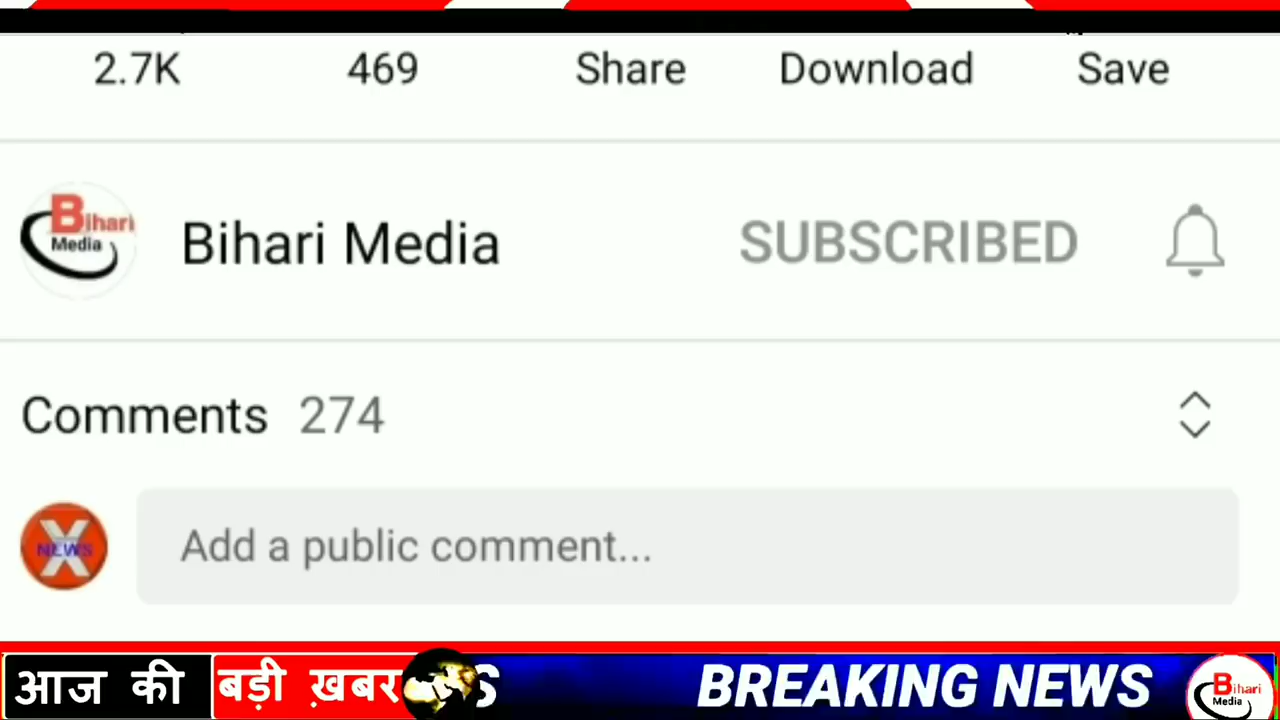 2.7K 469 Share Download Save
Bihari Media
Bihari Media SUBSCRIBED
Comments 274
X NEWS
Add a public comment...
आज की बड़ी ख़बर S BREAKING NEWS
Bihari Media